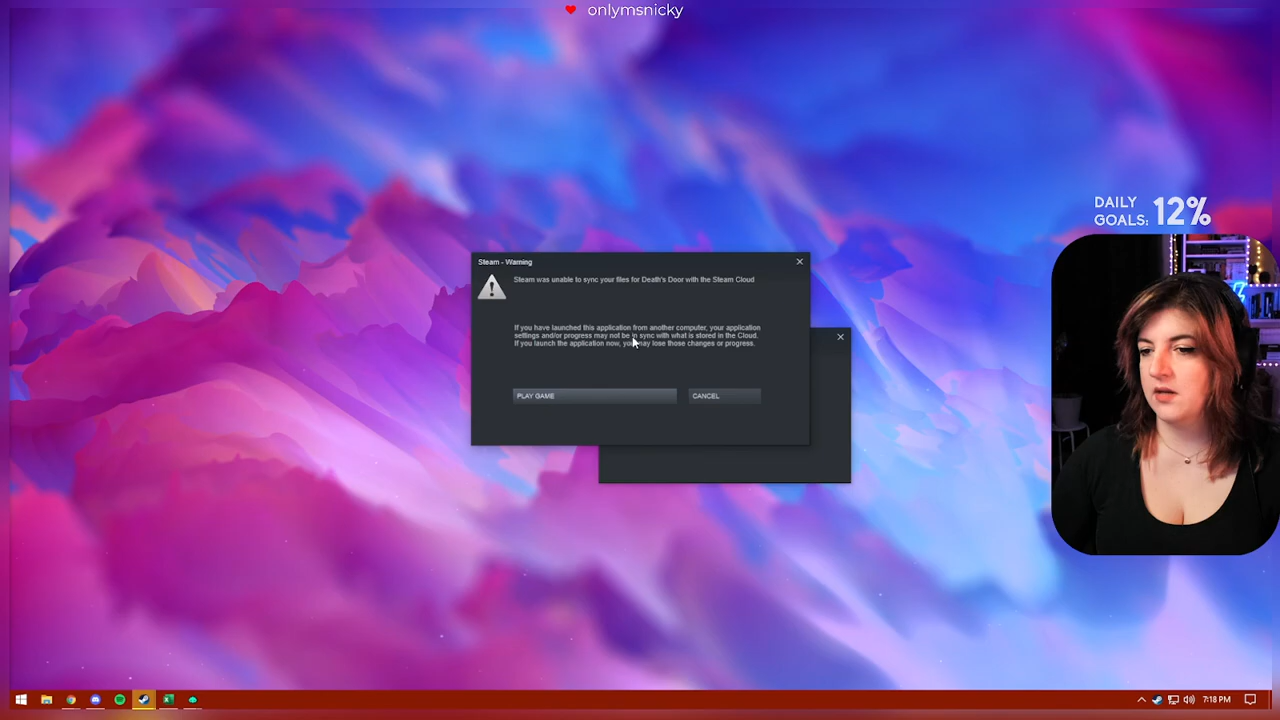 onlymsnicky
DAILY
GOALS: 12%
Steam - Warning
Steam was unable to sync your files for Death's Door with the Steam Cloud
If you have launched this application from another computer, your application
settings and/or progress may not be in sync with what is stored in the Cloud.
If you launch the application now, you may lose those changes or progress.
PLAY GAME
CANCEL
7:18 PM